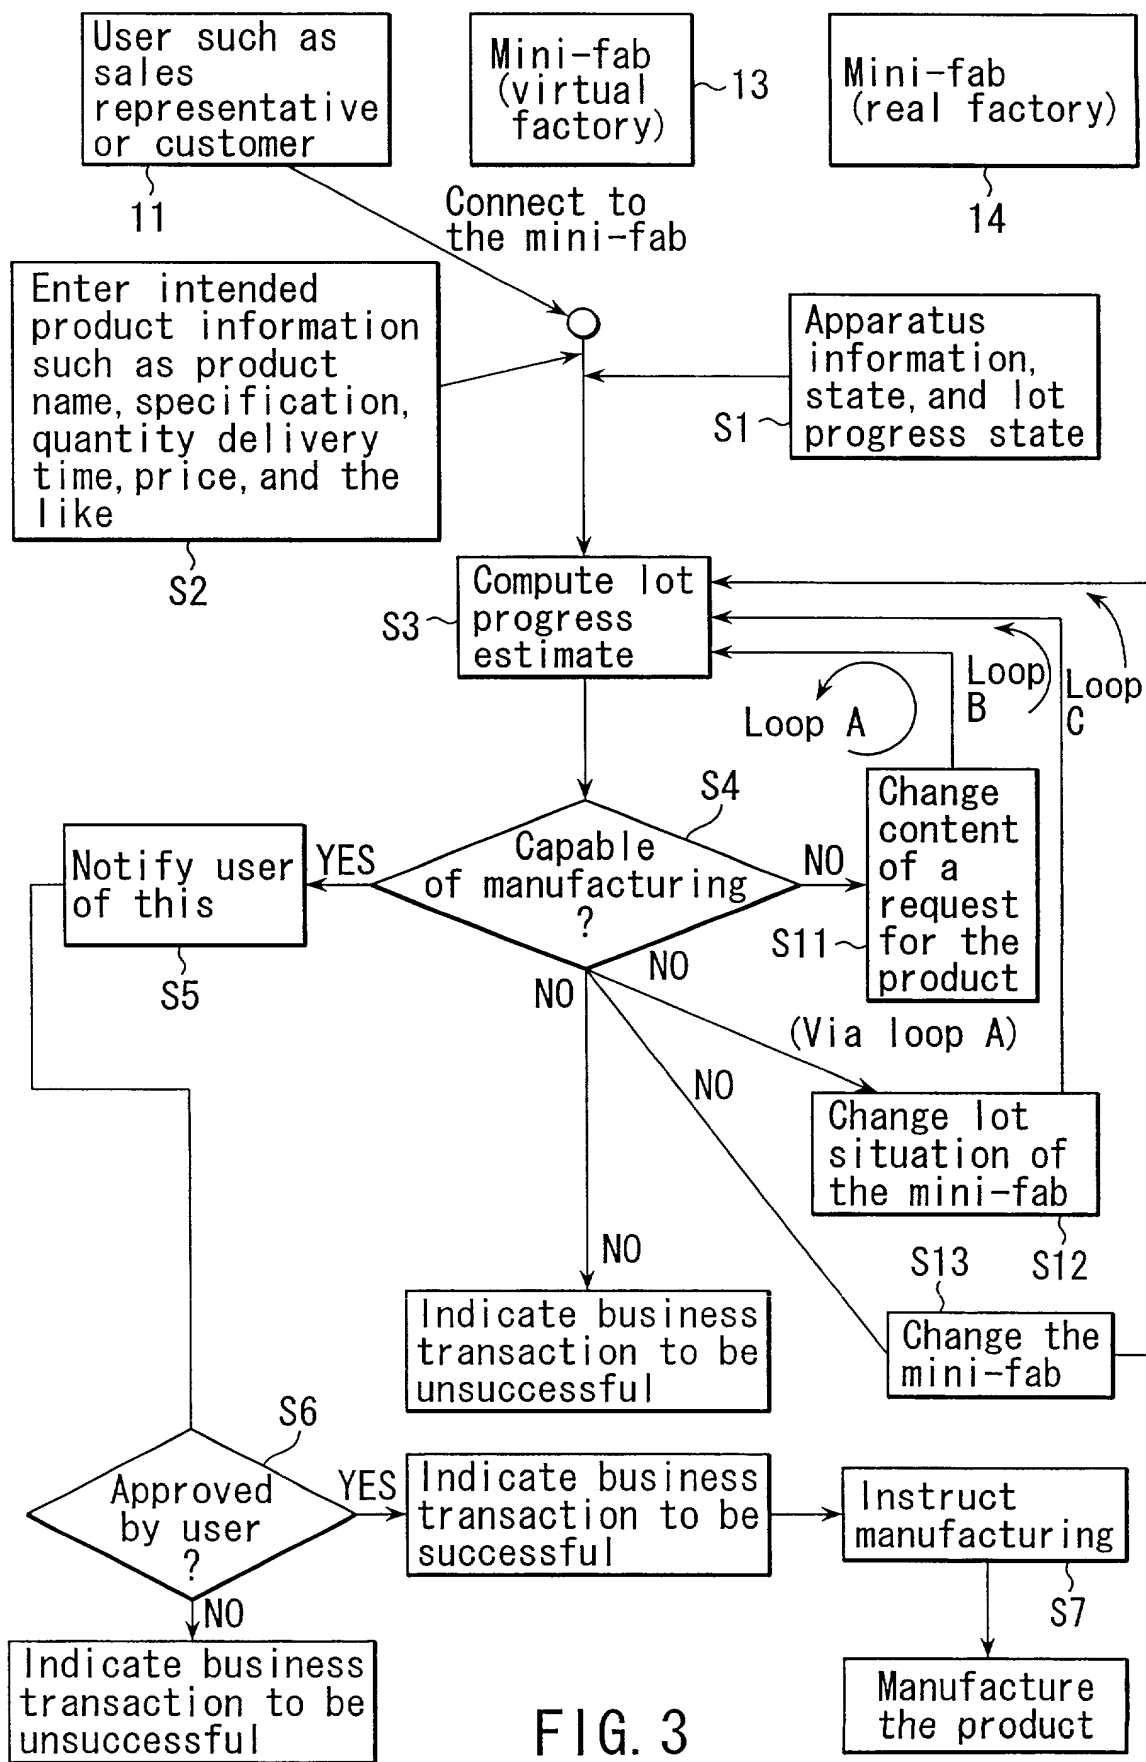 User such as
sales
representative
or customer
11
Mini-fab
(virtual
factory)
13
Mini-fab
(real factory)
14
Connect to
the mini-fab
Enter intended
product information
such as product
name, specification,
quantity delivery
time, price, and the
like
S2
Apparatus
information,
state, and lot
progress state
S1
Compute lot
progress
estimate
S3
Loop A
Loop
B
Loop
C
S4
Capable
of manufacturing
?
YES
NO
Notify user
of this
S5
Change
content
of a
request
for the
product
S11
NO
NO
(Via loop A)
NO
Change lot
situation of
the mini-fab
S12
NO
S13
Change the
mini-fab
Indicate business
transaction to be
unsuccessful
S6
Approved
by user
?
YES
Indicate business
transaction to be
successful
Instruct
manufacturing
S7
NO
Indicate business
transaction to be
unsuccessful
Manufacture
the product
FIG. 3